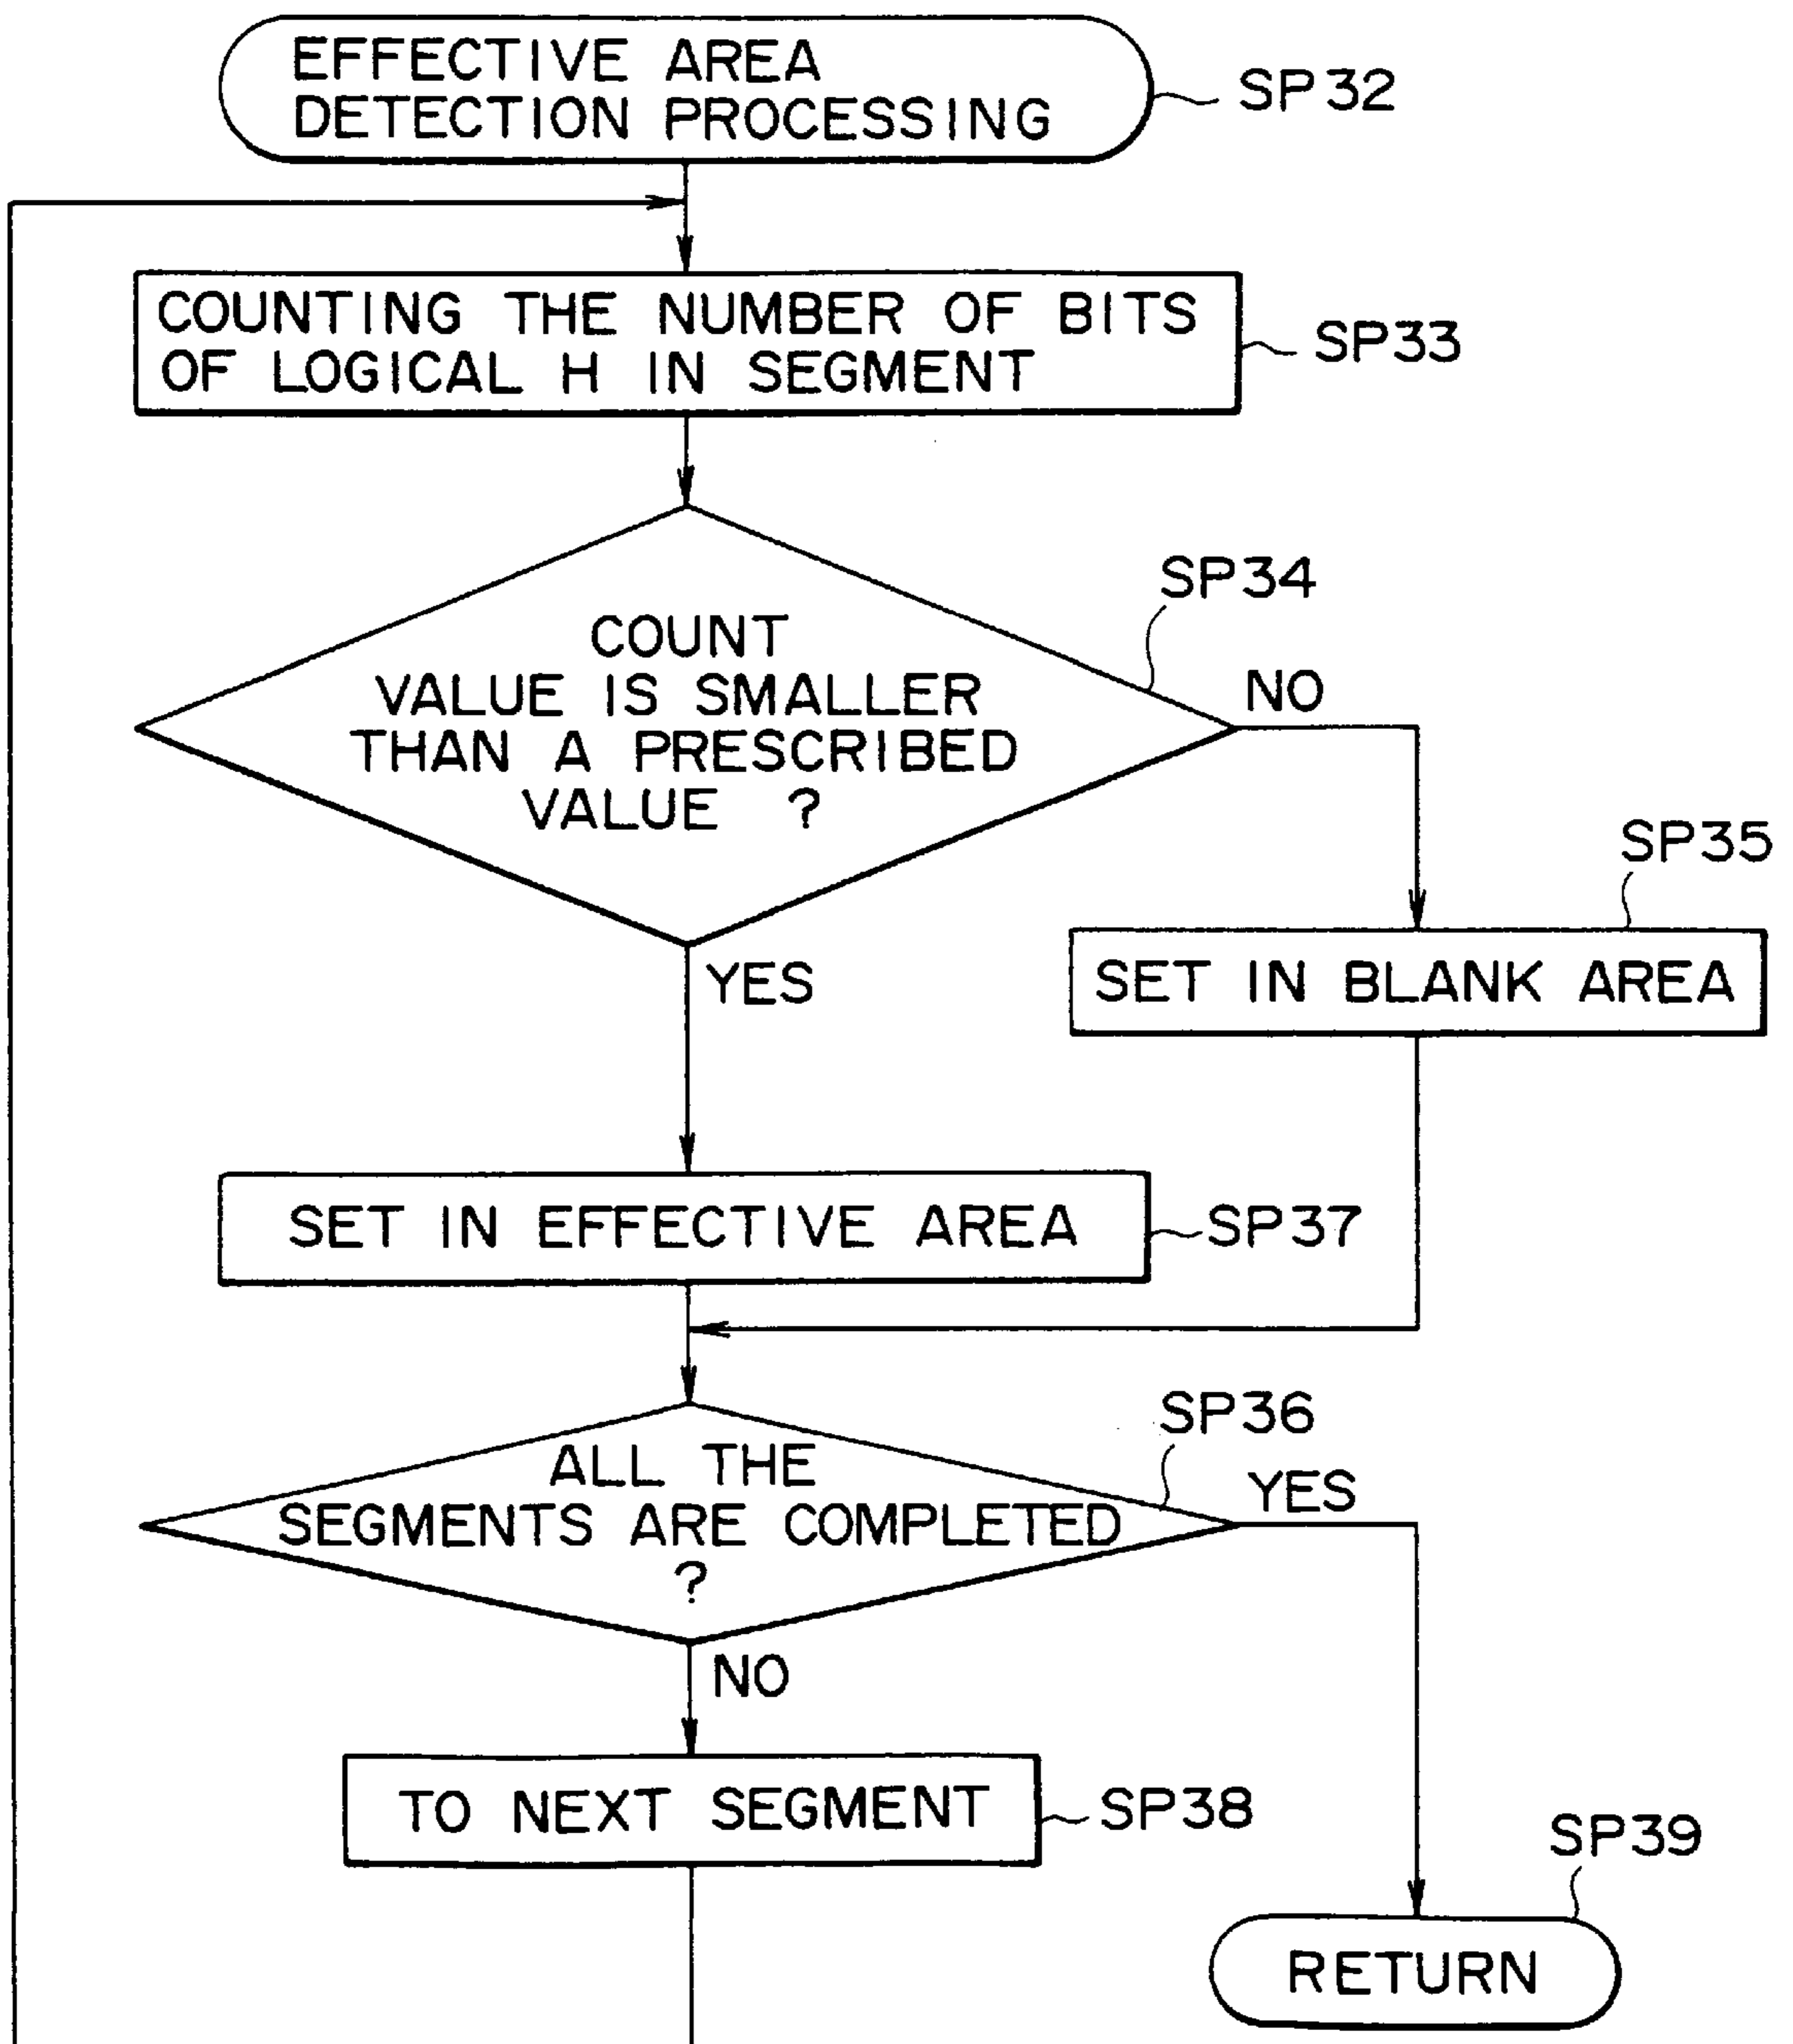 EFFECTIVE AREA
DETECTION PROCESSING
SP32
COUNTING THE NUMBER OF BITS
OF LOGICAL H IN SEGMENT
SP33
SP34
COUNT
VALUE IS SMALLER
THAN A PRESCRIBED
VALUE ?
NO
YES
SP35
SET IN BLANK AREA
SET IN EFFECTIVE AREA
SP37
SP36
ALL THE
SEGMENTS ARE COMPLETED
?
YES
NO
TO NEXT SEGMENT
SP38
SP39
RETURN